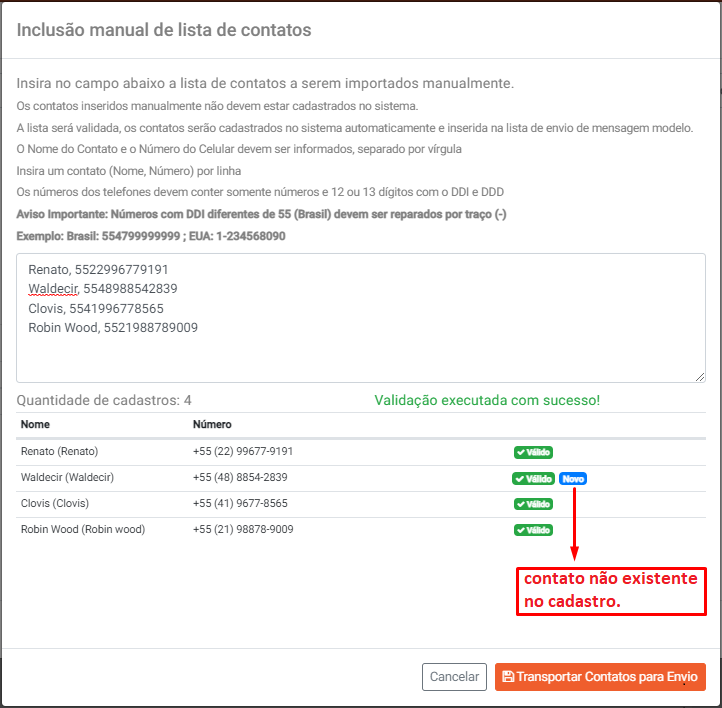 Inclusão manual de lista de contatos
Insira no campo abaixo a lista de contatos a serem importados manualmente.
Os contatos inseridos manualmente não devem estar cadastrados no sistema.
A lista será validada, os contatos serão cadastrados no sistema automaticamente e inserida na lista de envio de mensagem modelo.
O Nome do Contato e o Número do Celular devem ser informados, separado por vírgula
Insira um contato (Nome, Número) por linha
Os números dos telefones devem conter somente números e 12 ou 13 dígitos com o DDI e DDD
Aviso Importante: Números com DDI diferentes de 55 (Brasil) devem ser reparados por traço (-)
Exemplo: Brasil: 554799999999 ; EUA: 1-234568090
Renato, 5522996779191
Waldecir, 5548988542839
Clovis, 5541996778565
Robin Wood, 5521988789009
Quantidade de cadastros: 4 Validação executada com sucesso!
Nome Número
Renato (Renato) +55 (22) 99677-9191 Válido
Waldecir (Waldecir) +55 (48) 8854-2839 Válido Novo
Clovis (Clovis) +55 (41) 9677-8565 Válido
Robin Wood (Robin wood) +55 (21) 98878-9009 Válido
contato não existente
no cadastro.
Cancelar Transportar Contatos para Envio